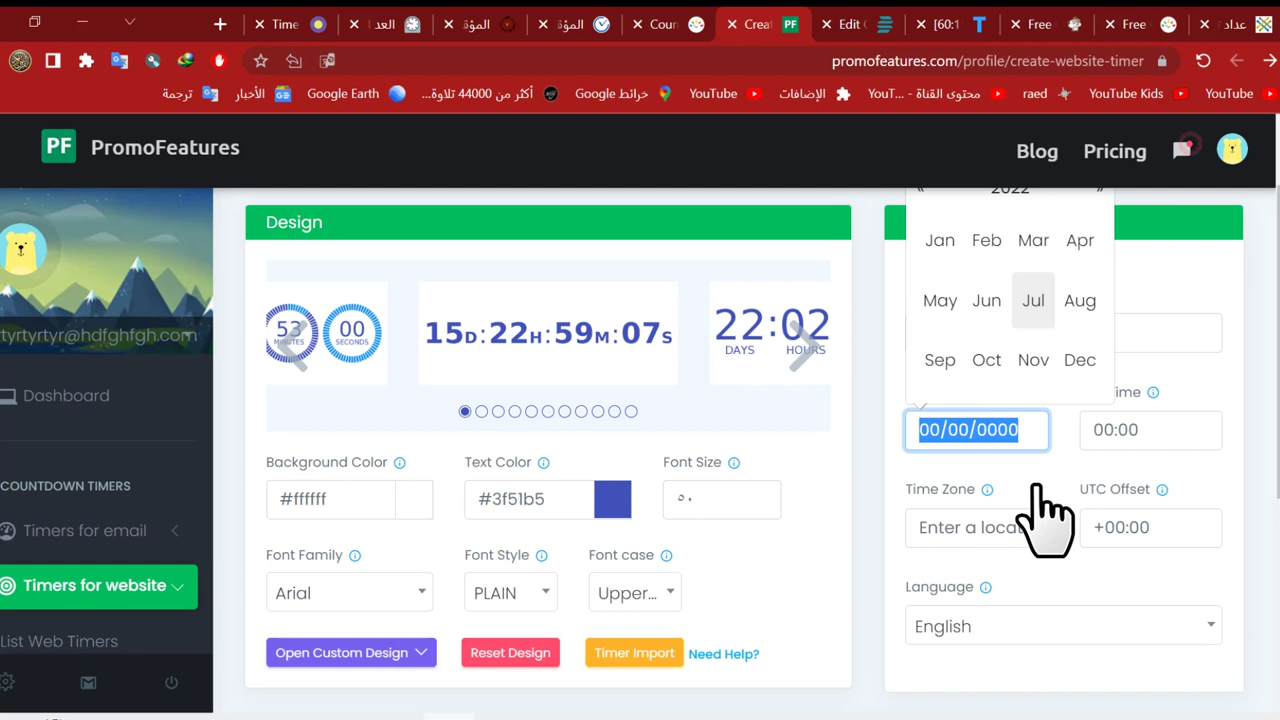 Time
العد ا
المؤة
المؤة
Coun
Creat
PF
Edit C
[60:1
Free
Free
عداد
promofeatures.com/profile/create-website-timer
ترجمة
الأخبار
Google Earth
أكثر من 44000 تلاوة...
YouTube
خرائط Google
الإضافات
محتوى القناة - YouT...
raed
YouTube Kids
YouTube
PF PromoFeatures
Blog
Pricing
tyrtyrtyr@hdfghfgh.com
Dashboard
COUNTDOWN TIMERS
Timers for email
Timers for website
List Web Timers
Design
53
MINUTES
00
SECONDS
15D:22H:59M:07S
22:02
DAYS HOURS
Background Color
Text Color
Font Size
#ffffff
#3f51b5
٥٠
Font Family
Font Style
Font case
Arial
PLAIN
Upper...
Open Custom Design
Reset Design
Timer Import
Need Help?
« 2022 »
Jan Feb Mar Apr
May Jun Jul Aug
Sep Oct Nov Dec
ime
00/00/0000
00:00
Time Zone
UTC Offset
Enter a locat
+00:00
Language
English